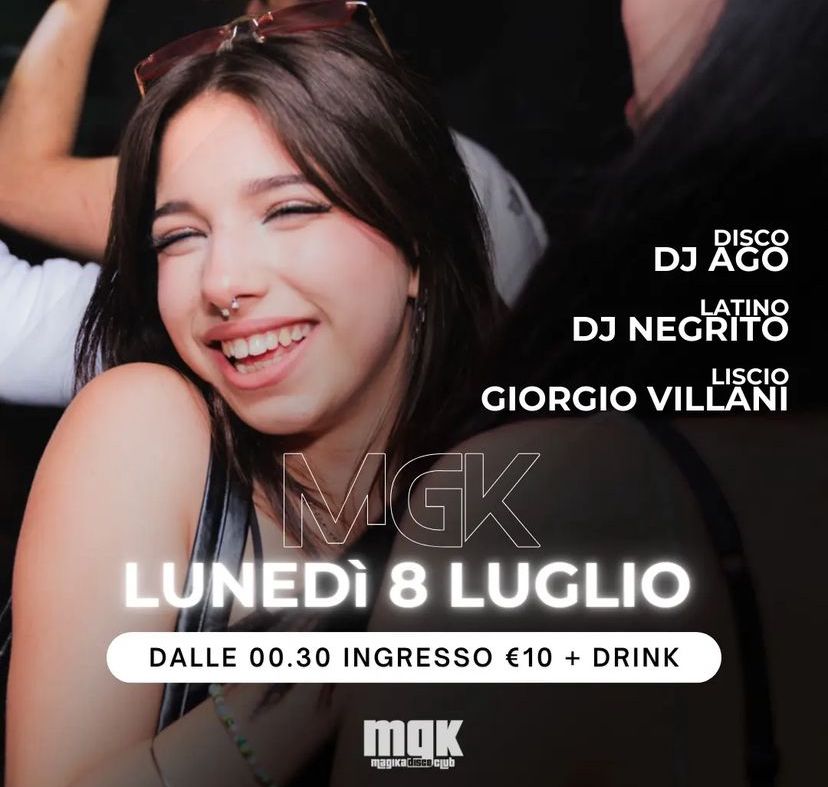 DISCO
DJ AGO
LATINO
DJ NEGRITO
LISCIO
GIORGIO VILLANI
MGK
LUNEDì 8 LUGLIO
DALLE 00.30 INGRESSO €10 + DRINK
mgk
magika disco club